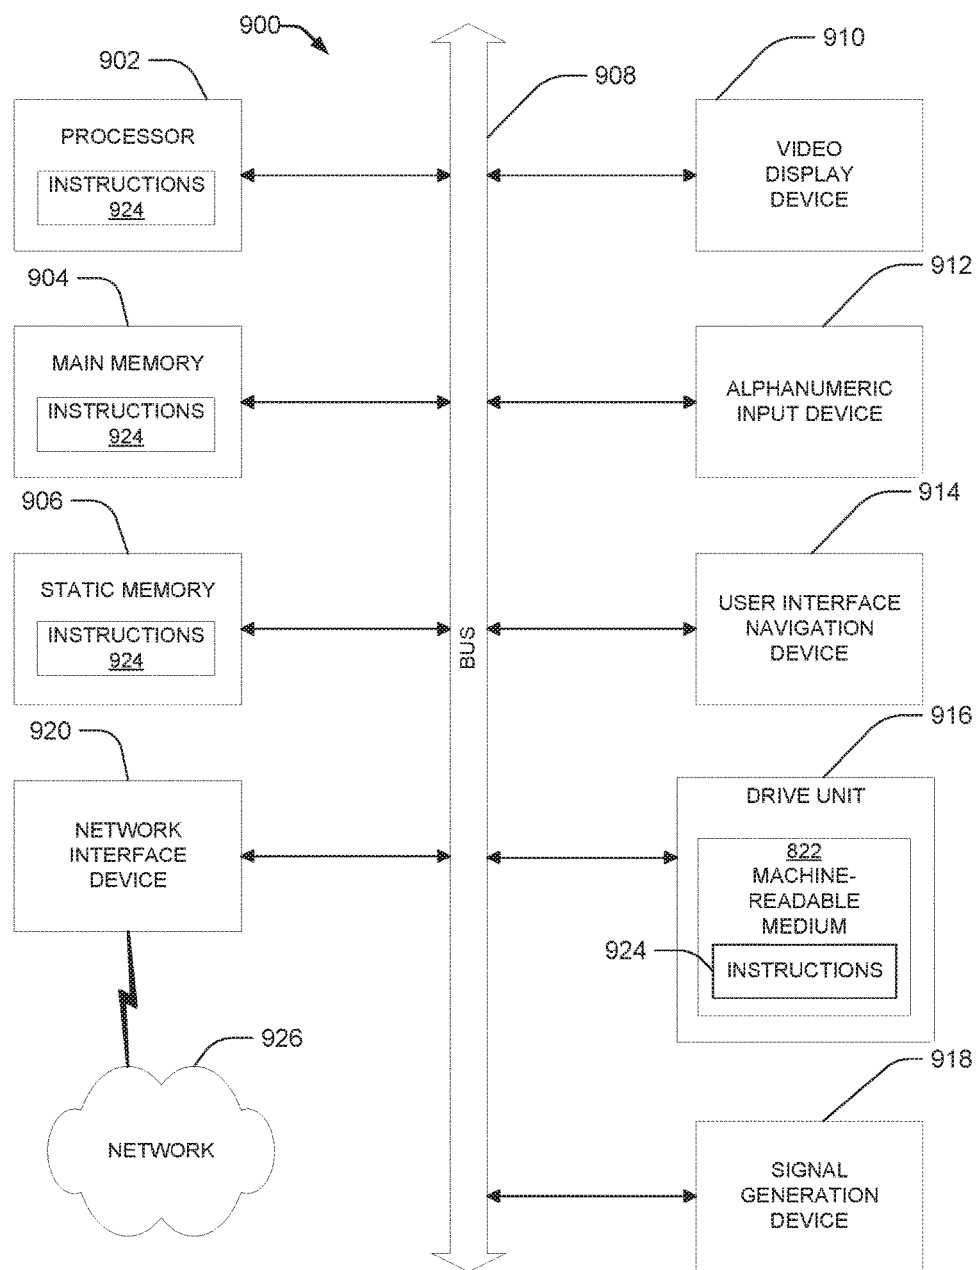 900
902
PROCESSOR
INSTRUCTIONS
924
904
MAIN MEMORY
INSTRUCTIONS
924
906
STATIC MEMORY
INSTRUCTIONS
924
920
NETWORK
INTERFACE
DEVICE
926
NETWORK
908
BUS
910
VIDEO
DISPLAY
DEVICE
912
ALPHANUMERIC
INPUT DEVICE
914
USER INTERFACE
NAVIGATION
DEVICE
916
DRIVE UNIT
822
MACHINE-
READABLE
MEDIUM
924
INSTRUCTIONS
918
SIGNAL
GENERATION
DEVICE